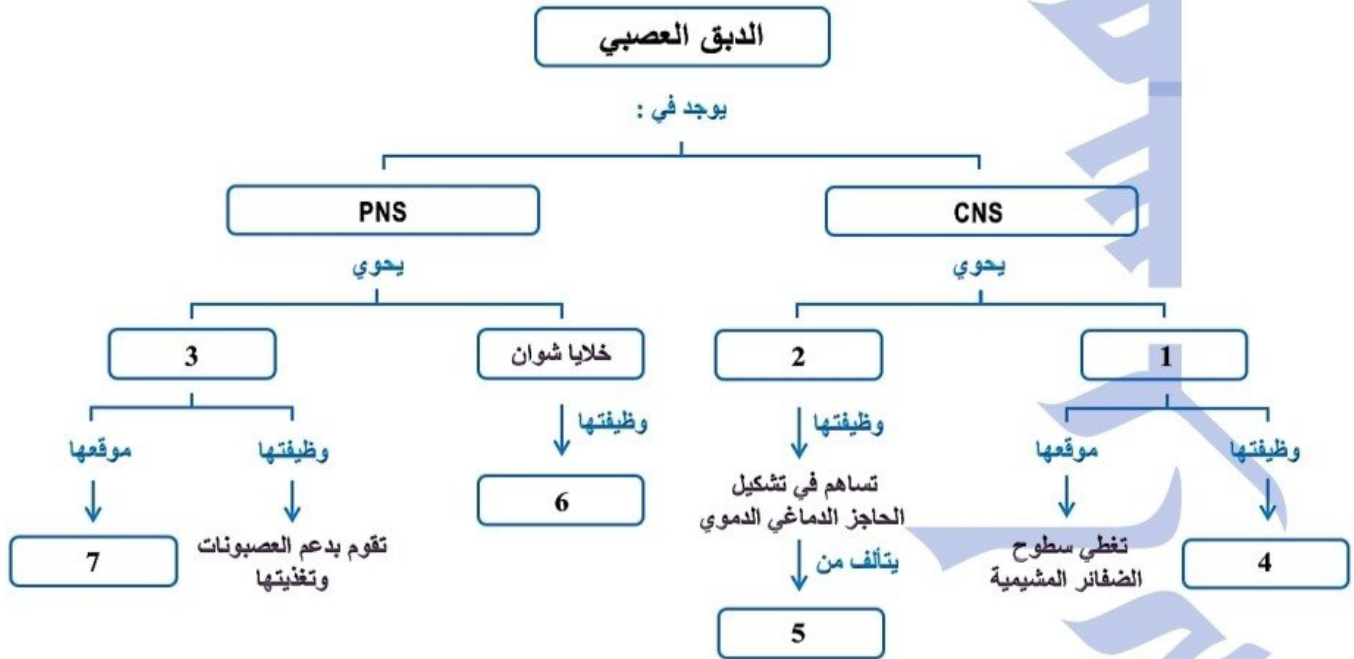 الدبق العصبي
يوجد في :
CNS
PNS
يحوي
يحوي
1
2
خلايا شوان
3
وظيفتها
موقعها
وظيفتها
وظيفتها
وظيفتها
موقعها
4
تغطي سطوح
الضفائر المشيمية
تساهم في تشكيل
الحاجز الدماغي الدموي
يتألف من
5
6
تقوم بدعم العصبونات
وتغذيتها
7